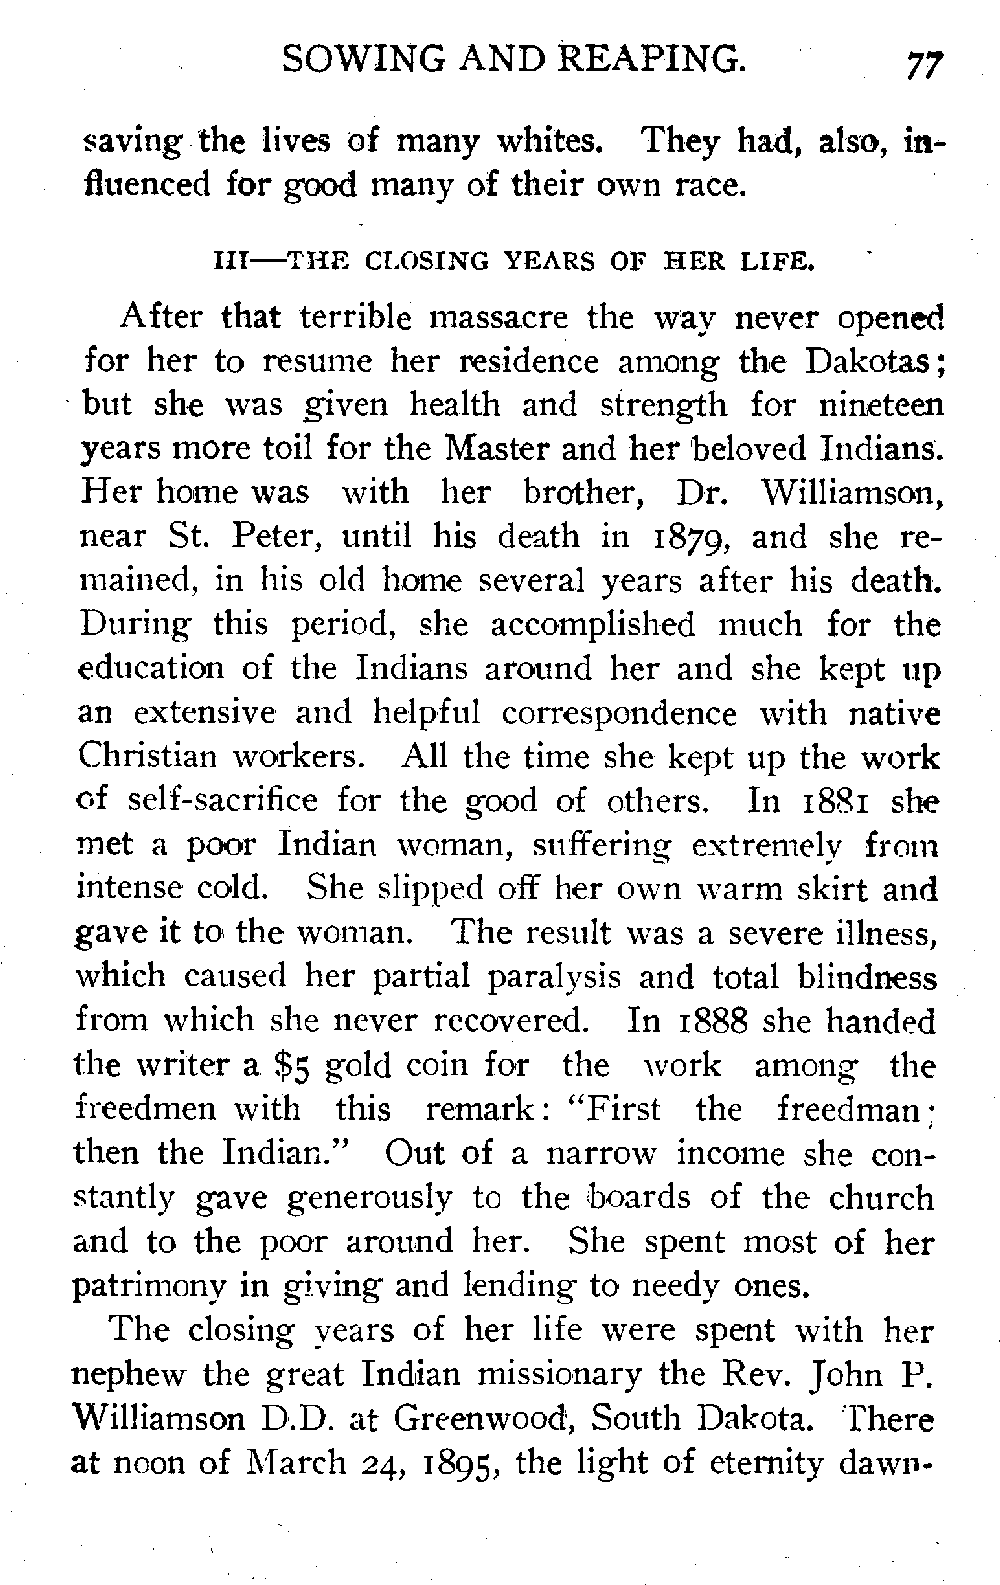 SOWING AND REAPING. 77
saving the lives of many whites. They had, also, in-
fluenced for good many of their own race.
III—THE CLOSING YEARS OF HER LIFE.
After that terrible massacre the way never opened
for her to resume her residence among the Dakotas;
but she was given health and strength for nineteen
years more toil for the Master and her beloved Indians.
Her home was with her brother, Dr. Williamson,
near St. Peter, until his death in 1879, and she re-
mained, in his old home several years after his death.
During this period, she accomplished much for the
education of the Indians around her and she kept up
an extensive and helpful correspondence with native
Christian workers. All the time she kept up the work
of self-sacrifice for the good of others. In 1881 she
met a poor Indian woman, suffering extremely from
intense cold. She slipped off her own warm skirt and
gave it to the woman. The result was a severe illness,
which caused her partial paralysis and total blindness
from which she never recovered. In 1888 she handed
the writer a $5 gold coin for the work among the
freedmen with this remark: “First the freedman;
then the Indian.” Out of a narrow income she con-
stantly gave generously to the boards of the church
and to the poor around her. She spent most of her
patrimony in giving and lending to needy ones.
The closing years of her life were spent with her
nephew the great Indian missionary the Rev. John P.
Williamson D.D. at Greenwood, South Dakota. There
at noon of March 24, 1895, the light of eternity dawn-